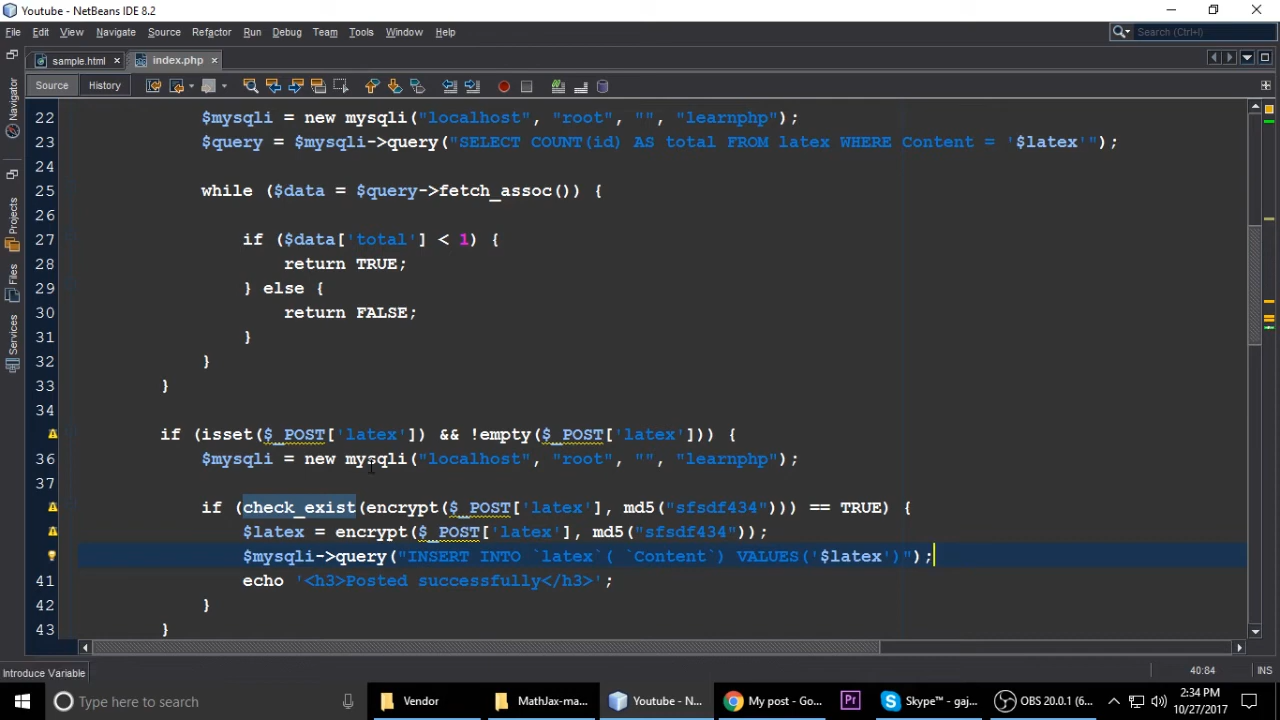 Youtube - NetBeans IDE 8.2
File Edit View Navigate Source Refactor Run Debug Team Tools Window Help
Search (Ctrl+I)
sample.html
index.php
Source History
Navigator
Projects
Files
Services
22 $mysqli = new mysqli("localhost", "root", "", "learnphp");
23 $query = $mysqli->query("SELECT COUNT(id) AS total FROM latex WHERE Content = '$latex'");
24
25 while ($data = $query->fetch_assoc()) {
26
27 if ($data['total'] < 1) {
28 return TRUE;
29 } else {
30 return FALSE;
31 }
32 }
33 }
34
if (isset($_POST['latex']) && !empty($_POST['latex'])) {
36 $mysqli = new mysqli("localhost", "root", "", "learnphp");
37
if (check_exist(encrypt($_POST['latex'], md5("sfsdf434"))) == TRUE) {
$latex = encrypt($_POST['latex'], md5("sfsdf434"));
$mysqli->query("INSERT INTO `latex`( `Content`) VALUES('$latex')");
41 echo '<h3>Posted successfully</h3>';
42 }
43 }
Introduce Variable
40:84 INS
Type here to search
Vendor
MathJax-ma...
Youtube - N...
My post - Go...
Pr
Skype™ - gaj...
OBS 20.0.1 (6...
2:34 PM
10/27/2017